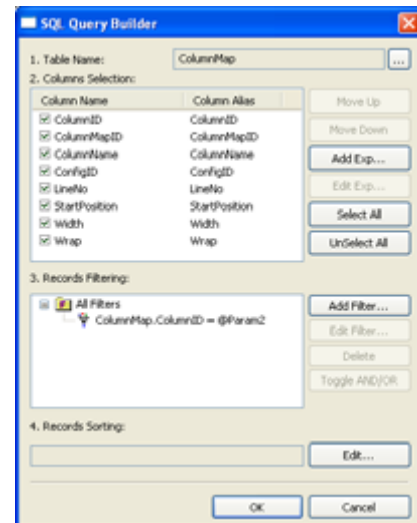 SQL Query Builder
1. Table Name: ColumnMap ...
2. Columns Selection:
Column Name Column Alias
ColumnID ColumnID
ColumnMapID ColumnMapID
ColumnName ColumnName
ConfigID ConfigID
LineNo LineNo
StartPosition StartPosition
Width Width
Wrap Wrap
Move Up
Move Down
Add Exp...
Edit Exp...
Select All
UnSelect All
3. Records Filtering:
All Filters
ColumnMap.ColumnID = @Param2
Add Filter...
Edit Filter...
Delete
Toggle AND/OR
4. Records Sorting:
Edit...
OK Cancel